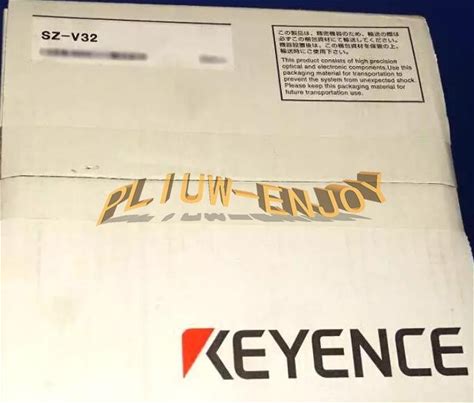 SZ-V32
この製品は、精密機器のため、輸送の際は
必ずこの梱包資材にて輸送してください。
機器設置後は、この梱包資材を保管の上、
輸送時にご使用下さい。
This product consists of high precision
optical and electronic components.Use this
packaging material for transportation to
prevent the system from unexpected shock.
Please keep this packaging material for
future transportation use.
PLIUW-ENJOY
KEYENCE